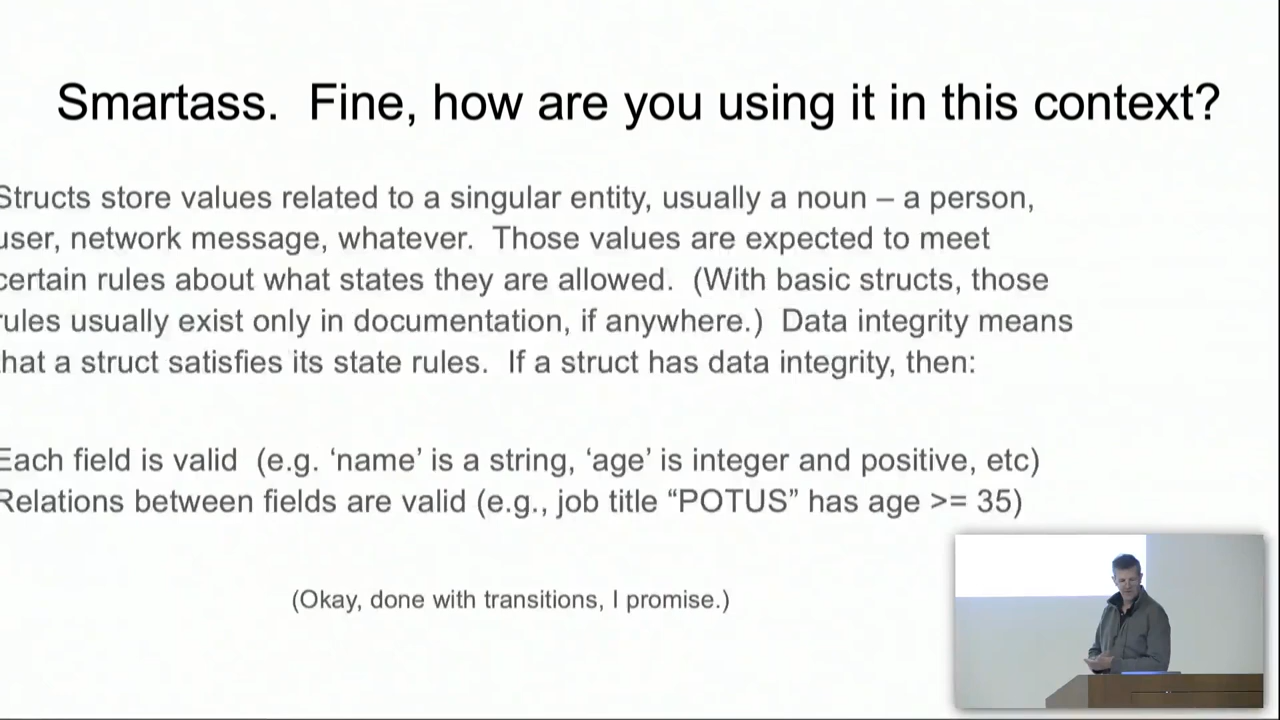 Smartass.  Fine, how are you using it in this context?
Structs store values related to a singular entity, usually a noun – a person,
user, network message, whatever.  Those values are expected to meet
certain rules about what states they are allowed.  (With basic structs, those
rules usually exist only in documentation, if anywhere.)  Data integrity means
that a struct satisfies its state rules.  If a struct has data integrity, then:
Each field is valid  (e.g. ‘name’ is a string, ‘age’ is integer and positive, etc)
Relations between fields are valid (e.g., job title “POTUS” has age >= 35)
(Okay, done with transitions, I promise.)